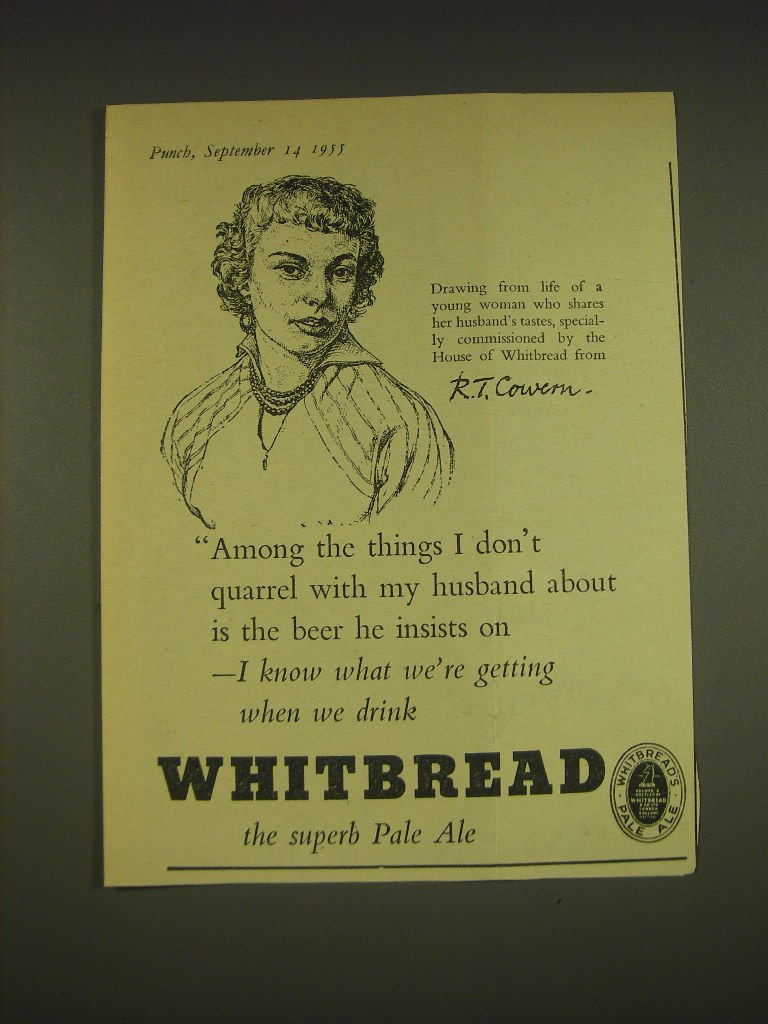 Punch, September 14 1955
Drawing from life of a
young woman who shares
her husband's tastes, special-
ly commissioned by the
House of Whitbread from
R.T. Cowern.
“Among the things I don't
quarrel with my husband about
is the beer he insists on
—I know what we're getting
when we drink
WHITBREAD
the superb Pale Ale
WHITBREAD'S
WHITBREAD
PALE ALE